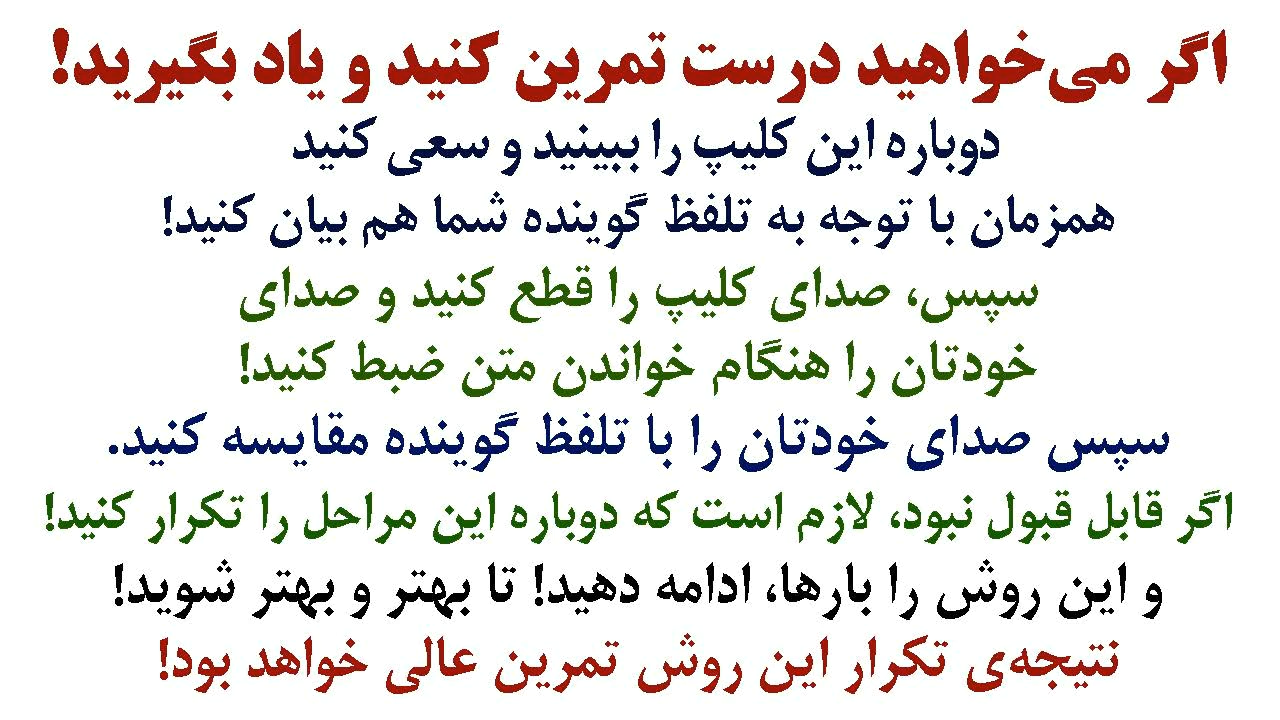 اگر می‌خواهید درست تمرین کنید و یاد بگیرید!
دوباره این کلیپ را ببینید و سعی کنید
همزمان با توجه به تلفظ گوینده شما هم بیان کنید!
سپس، صدای کلیپ را قطع کنید و صدای
خودتان را هنگام خواندن متن ضبط کنید!
سپس صدای خودتان را با تلفظ گوینده مقایسه کنید.
اگر قابل قبول نبود، لازم است که دوباره این مراحل را تکرار کنید!
و این روش را بارها، ادامه دهید! تا بهتر و بهتر شوید!
نتیجه‌ی تکرار این روش تمرین عالی خواهد بود!